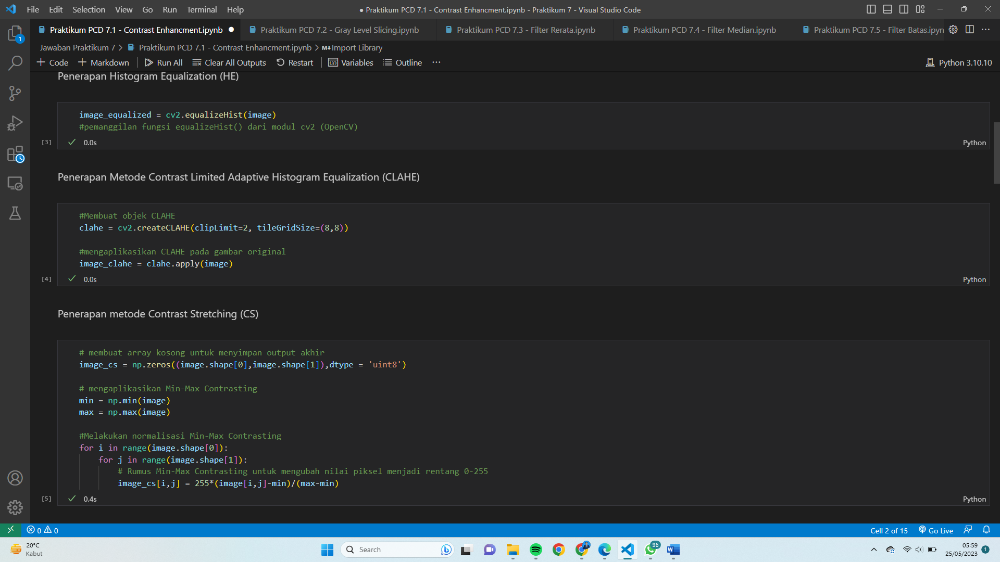 File Edit Selection View Go Run Terminal Help
● Praktikum PCD 7.1 - Contrast Enhancment.ipynb - Praktikum 7 - Visual Studio Code
Praktikum PCD 7.1 - Contrast Enhancment.ipynb ●
Praktikum PCD 7.2 - Gray Level Slicing.ipynb
Praktikum PCD 7.3 - Filter Rerata.ipynb
Praktikum PCD 7.4 - Filter Median.ipynb
Praktikum PCD 7.5 - Filter Batas.ipyn
Jawaban Praktikum 7 > Praktikum PCD 7.1 - Contrast Enhancment.ipynb > M↓Import Library
+ Code + Markdown Run All Clear All Outputs Restart Variables Outline ...
Python 3.10.10
1
Penerapan Histogram Equalization (HE)
image_equalized = cv2.equalizeHist(image)
#pemanggilan fungsi equalizeHist() dari modul cv2 (OpenCV)
[3] ✓ 0.0s Python
Penerapan Metode Contrast Limited Adaptive Histogram Equalization (CLAHE)
#Membuat objek CLAHE
clahe = cv2.createCLAHE(clipLimit=2, tileGridSize=(8,8))
#mengaplikasikan CLAHE pada gambar original
image_clahe = clahe.apply(image)
[4] ✓ 0.0s Python
Penerapan metode Contrast Stretching (CS)
# membuat array kosong untuk menyimpan output akhir
image_cs = np.zeros((image.shape[0],image.shape[1]),dtype = 'uint8')
# mengaplikasikan Min-Max Contrasting
min = np.min(image)
max = np.max(image)
#Melakukan normalisasi Min-Max Contrasting
for i in range(image.shape[0]):
for j in range(image.shape[1]):
# Rumus Min-Max Contrasting untuk mengubah nilai piksel menjadi rentang 0-255
image_cs[i,j] = 255*(image[i,j]-min)/(max-min)
[5] ✓ 0.4s Python
0 0
Cell 2 of 15 Go Live
20°C
Kabut
Search
96
05:59
25/05/2023
1